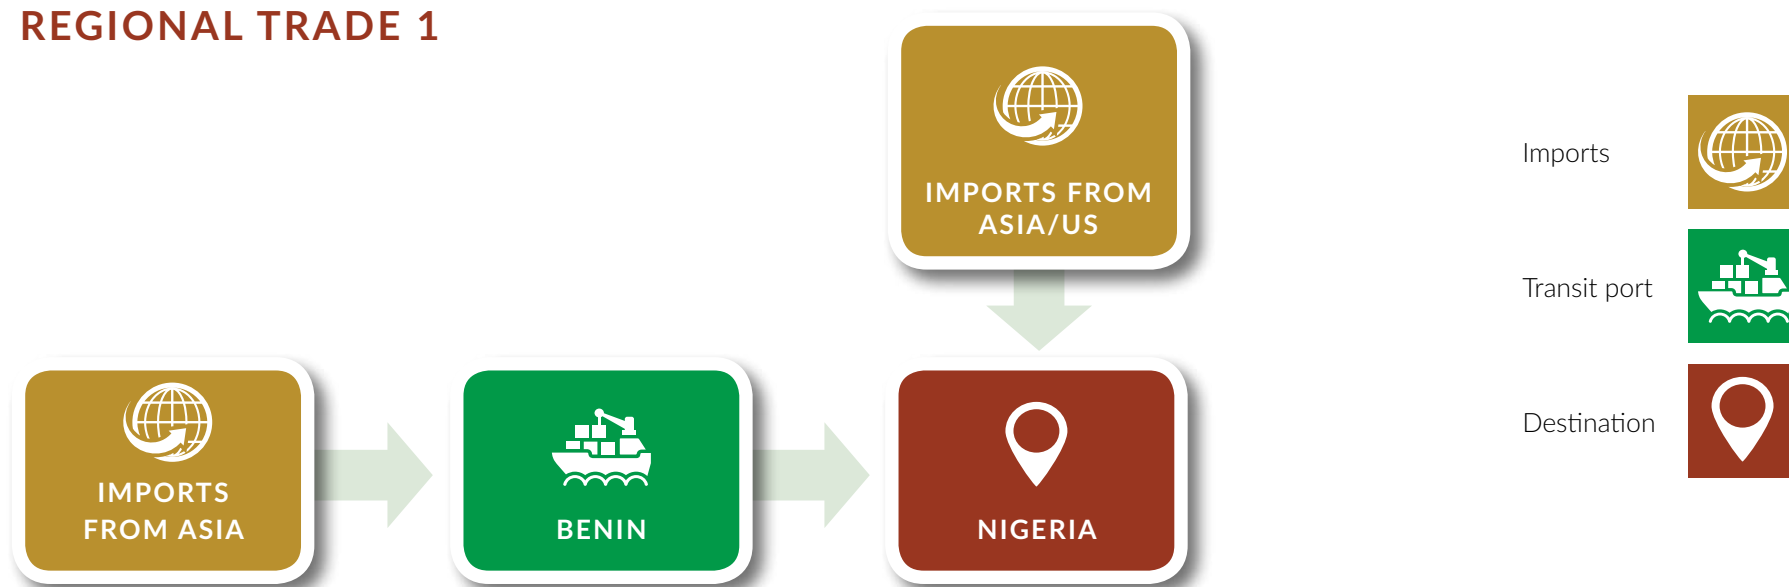 REGIONAL TRADE 1
IMPORTS FROM
ASIA/US
IMPORTS
FROM ASIA
BENIN
NIGERIA
Imports
Transit port
Destination